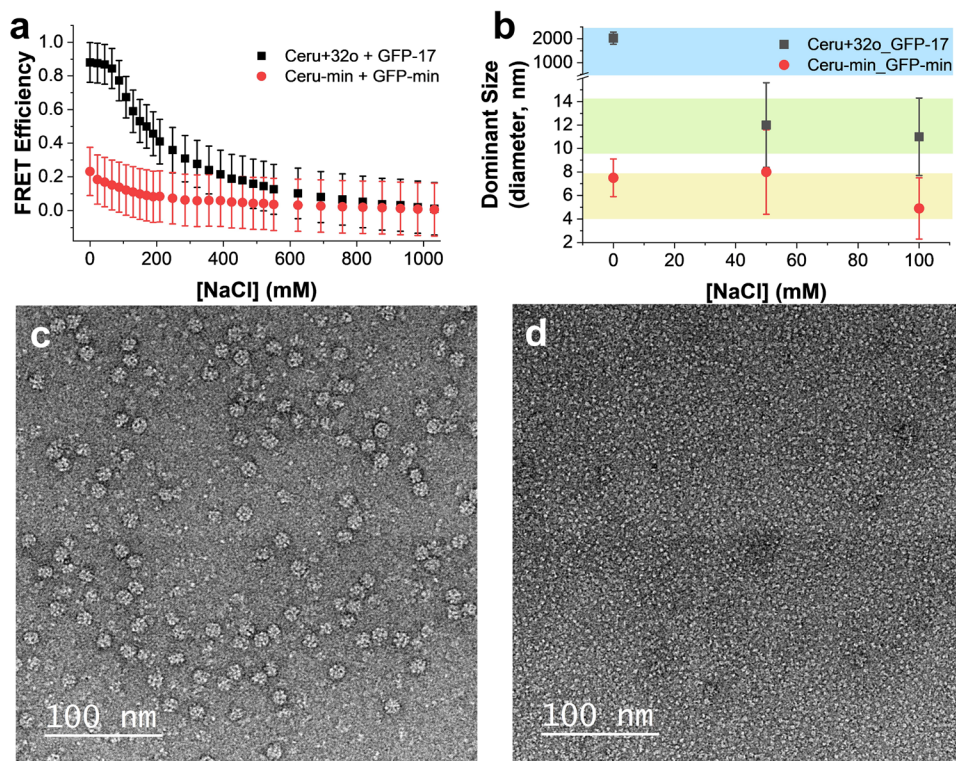 a
FRET Efficiency
1.0
0.8
0.6
0.4
0.2
0.0
Ceru+32o + GFP-17
Ceru-min + GFP-min
0 200 400 600 800 1000
[NaCl] (mM)
b
Dominant Size
(diameter, nm)
2000
1000
14
12
10
8
6
4
2
Ceru+32o_GFP-17
Ceru-min_GFP-min
0 20 40 60 80 100
[NaCl] (mM)
c
100 nm
d
100 nm